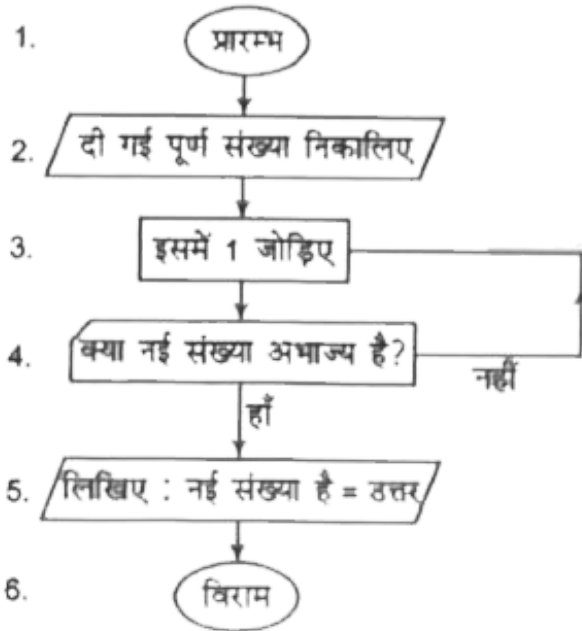 1. प्रारम्भ
2. दी गई पूर्ण संख्या निकालिए
3. इसमें 1 जोड़िए
4. क्या नई संख्या अभाज्य है?
नहीं
हाँ
5. लिखिए : नई संख्या है = उत्तर
6. विराम